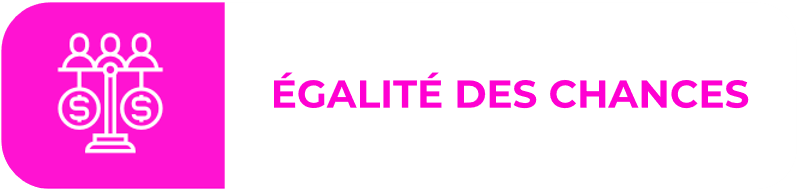 $ $
ÉGALITÉ DES CHANCES